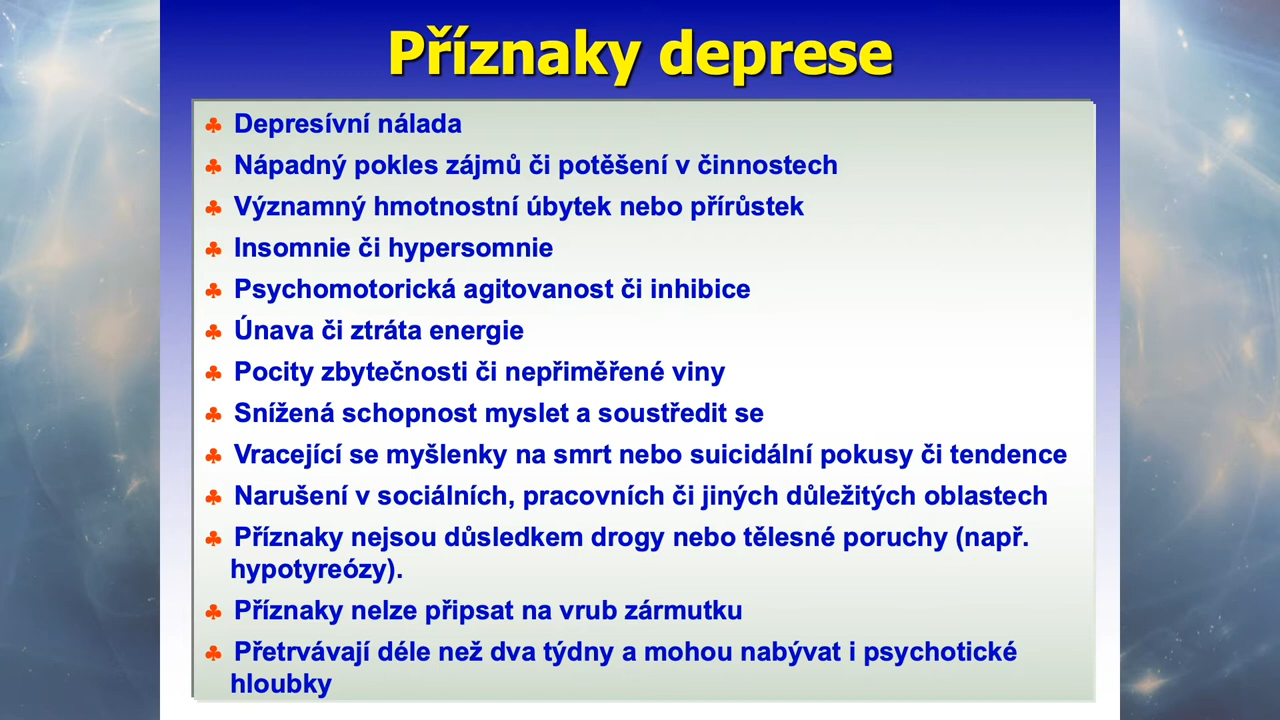 Příznaky deprese
♣ Depresívní nálada
♣ Nápadný pokles zájmů či potěšení v činnostech
♣ Významný hmotnostní úbytek nebo přírůstek
♣ Insomnie či hypersomnie
♣ Psychomotorická agitovanost či inhibice
♣ Únava či ztráta energie
♣ Pocity zbytečnosti či nepřiměřené viny
♣ Snížená schopnost myslet a soustředit se
♣ Vracející se myšlenky na smrt nebo suicidální pokusy či tendence
♣ Narušení v sociálních, pracovních či jiných důležitých oblastech
♣ Příznaky nejsou důsledkem drogy nebo tělesné poruchy (např.
hypotyreózy).
♣ Příznaky nelze připsat na vrub zármutku
♣ Přetrvávají déle než dva týdny a mohou nabývat i psychotické
hloubky